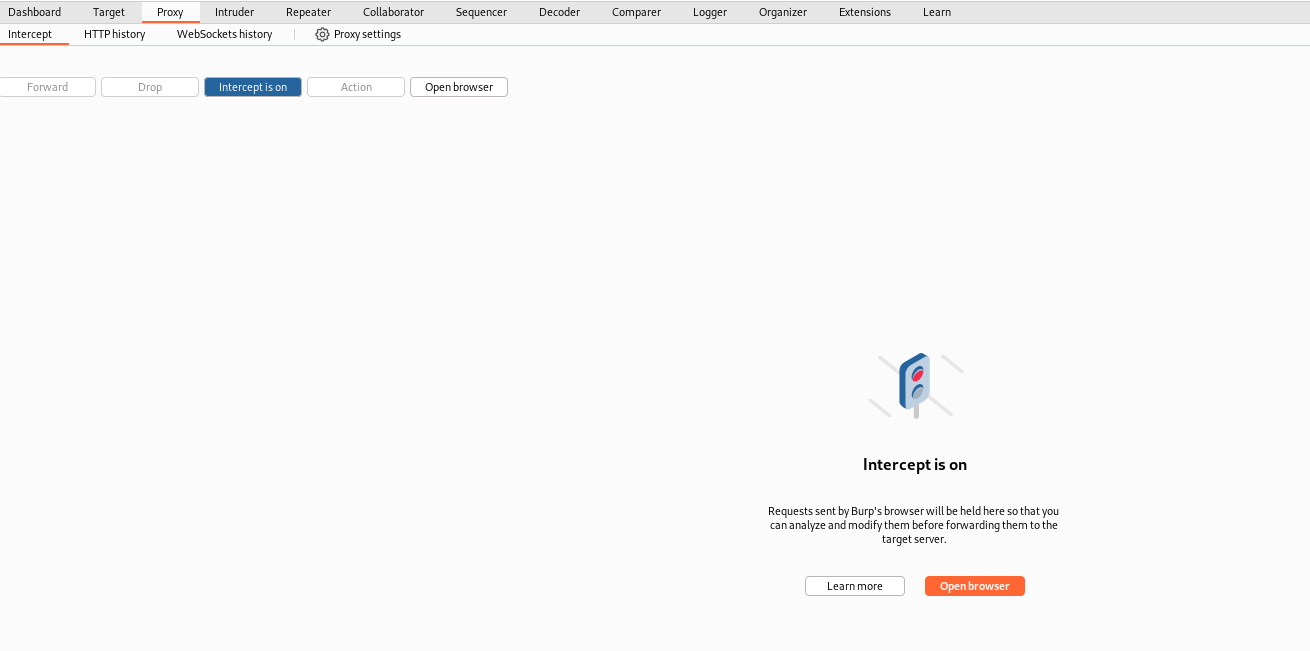 Dashboard Target Proxy Intruder Repeater Collaborator Sequencer Decoder Comparer Logger Organizer Extensions Learn
Intercept HTTP history WebSockets history Proxy settings
Forward Drop Intercept is on Action Open browser
Intercept is on
Requests sent by Burp's browser will be held here so that you
can analyze and modify them before forwarding them to the
target server.
Learn more Open browser